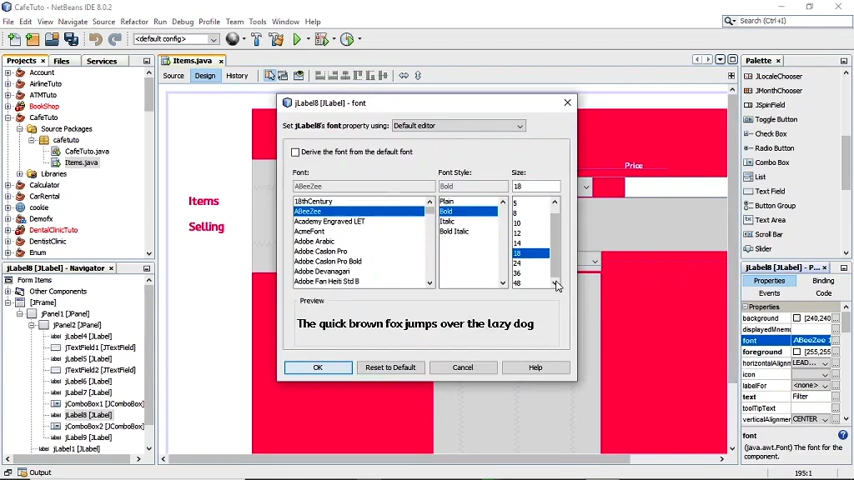 CafeTuto - NetBeans IDE 8.0.2
File Edit View Navigate Source Refactor Run Debug Profile Team Tools Window Help
Search (Ctrl+I)
<default config>
Projects Files Services
Items.java
Source Design History
Account
AirlineTuto
ATMTuto
BookShop
CafeTuto
Source Packages
cafetuto
CafeTuto.java
Items.java
Libraries
Calculator
CarRental
cookie
Demofx
DentalClinicTuto
DentistClinic
Enum
jLabel8 [JLabel] - Navigator
Form Items
Other Components
[JFrame]
jPanel1 [JPanel]
jPanel2 [JPanel]
jLabel4 [JLabel]
jTextField1 [JTextField]
jLabel5 [JLabel]
jTextField2 [JTextField]
jLabel6 [JLabel]
jComboBox1 [JComboBox]
jLabel8 [JLabel]
jComboBox2 [JComboBox]
jLabel9 [JLabel]
jLabel1 [JLabel]
Output
Items
Selling
Price
jLabel8 [JLabel] - font
Set jLabel8's font property using: Default editor
Derive the font from the default font
Font: Font Style: Size:
ABeeZee Bold 18
18thCentury
ABeeZee
Academy Engraved LET
AcmeFont
Adobe Arabic
Adobe Caslon Pro
Adobe Caslon Pro Bold
Adobe Devanagari
Adobe Fan Heiti Std B
Plain
Bold
Italic
Bold Italic
5
8
10
12
14
18
24
36
48
Preview
The quick brown fox jumps over the lazy dog
OK Reset to Default Cancel Help
Palette
JLocaleChooser
JMonthChooser
JSpinField
Toggle Button
Check Box
Combo Box
List
Text Field
Button Group
Text Area
Scroll Bar
Slider
jLabel8 [JLabel] - P...
Properties Binding
Events Code
Properties
background [240,240
displayedMnem
font ABeeZee 1
foreground [255,255
horizontalAlignm LEAD...
icon
labelFor <none>
text Filter
toolTipText
verticalAlignm CENTER
font
(java.awt.Font) The font for the component.
195:1